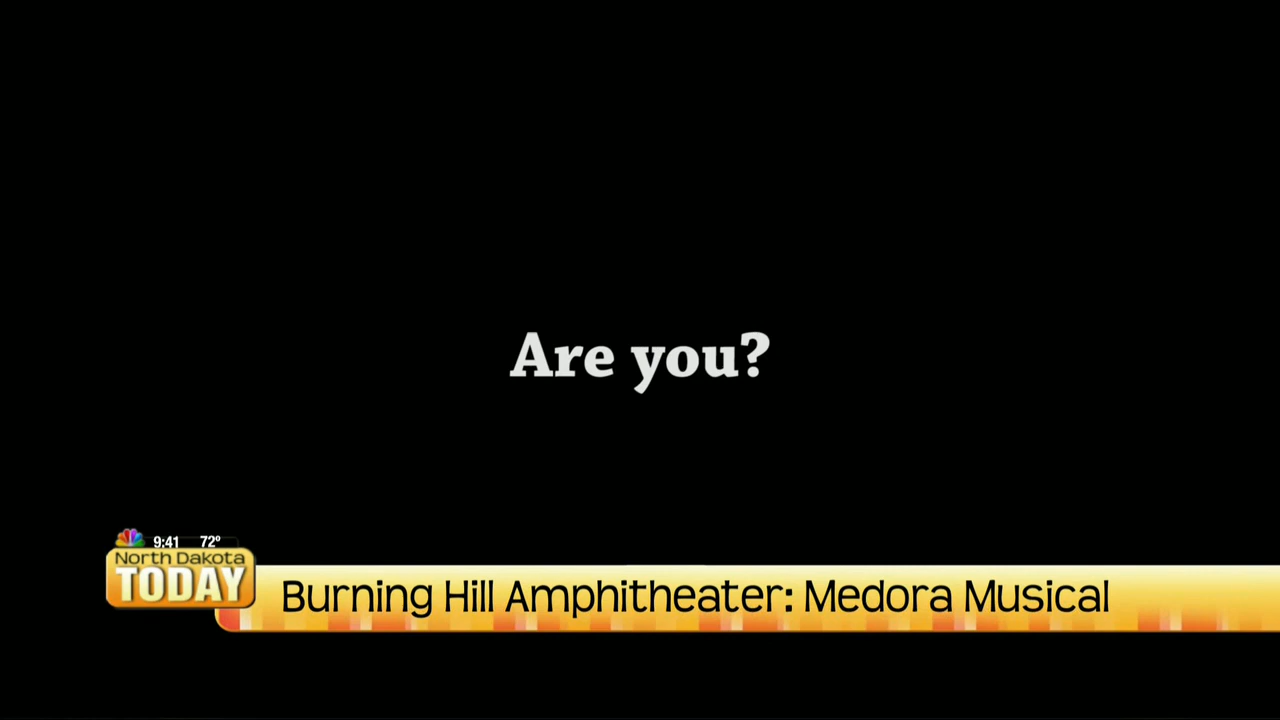 Are you?
9:41 72°
North Dakota
TODAY
Burning Hill Amphitheater: Medora Musical